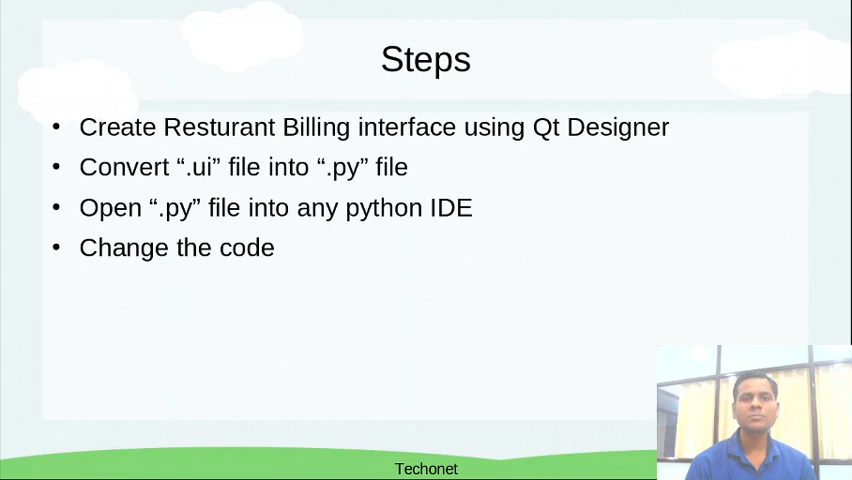 Steps
• Create Resturant Billing interface using Qt Designer
• Convert “.ui” file into “.py” file
• Open “.py” file into any python IDE
• Change the code
Techonet